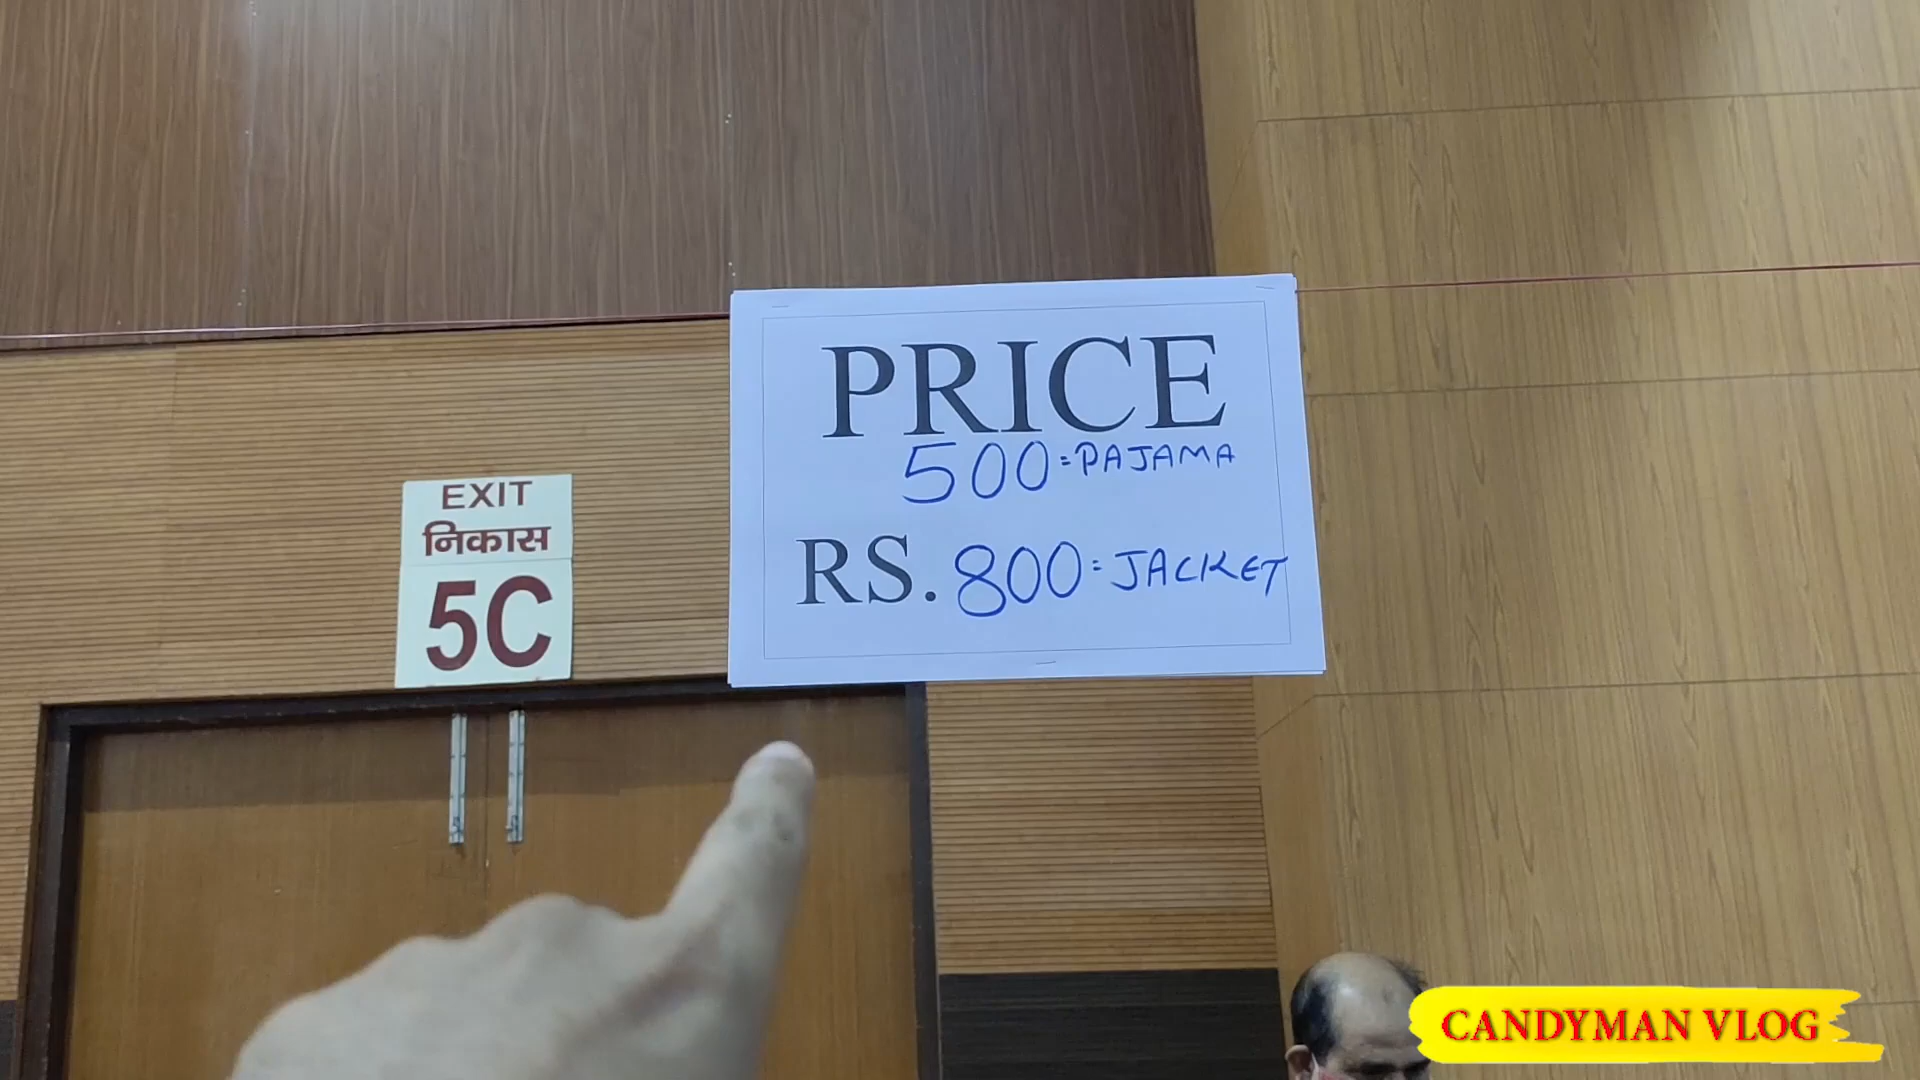 EXIT
निकास
5C
PRICE
500=PAJAMA
RS. 800=JACKET
CANDYMAN VLOG